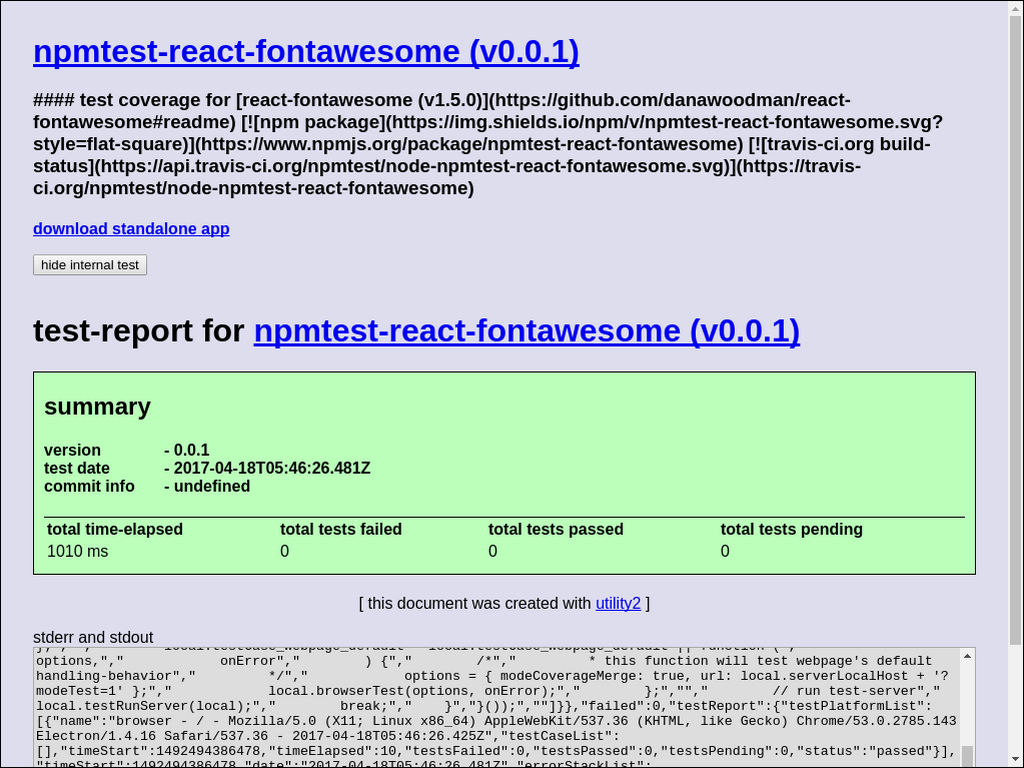 npmtest-react-fontawesome (v0.0.1)
#### test coverage for [react-fontawesome (v1.5.0)](https://github.com/danawoodman/react-
fontawesome#readme) [![npm package](https://img.shields.io/npm/v/npmtest-react-fontawesome.svg?
style=flat-square)](https://www.npmjs.org/package/npmtest-react-fontawesome) [![travis-ci.org build-
status](https://api.travis-ci.org/npmtest/node-npmtest-react-fontawesome.svg)](https://travis-
ci.org/npmtest/node-npmtest-react-fontawesome)
download standalone app
hide internal test
test-report for npmtest-react-fontawesome (v0.0.1)
summary
version - 0.0.1
test date - 2017-04-18T05:46:26.481Z
commit info - undefined
total time-elapsed total tests failed total tests passed total tests pending
1010 ms 0 0 0
[ this document was created with utility2 ]
stderr and stdout
options,"," onError"," ) {"," /*"," * this function will test webpage's default
handling-behavior"," */"," options = { modeCoverageMerge: true, url: local.serverLocalHost + '?
modeTest=1' };"," local.browserTest(options, onError);"," };",""," // run test-server","
local.testRunServer(local);"," break;"," }","}());",""]}},"failed":0,"testReport":{"testPlatformList":
[{"name":"browser - / - Mozilla/5.0 (X11; Linux x86_64) AppleWebKit/537.36 (KHTML, like Gecko) Chrome/53.0.2785.143
Electron/1.4.16 Safari/537.36 - 2017-04-18T05:46:26.425Z","testCaseList":
[],"timeStart":1492494386478,"timeElapsed":10,"testsFailed":0,"testsPassed":0,"testsPending":0,"status":"passed"}],
"timeStart":1492494386478,"date":"2017-04-18T05:46:26.481Z","errorStackList":